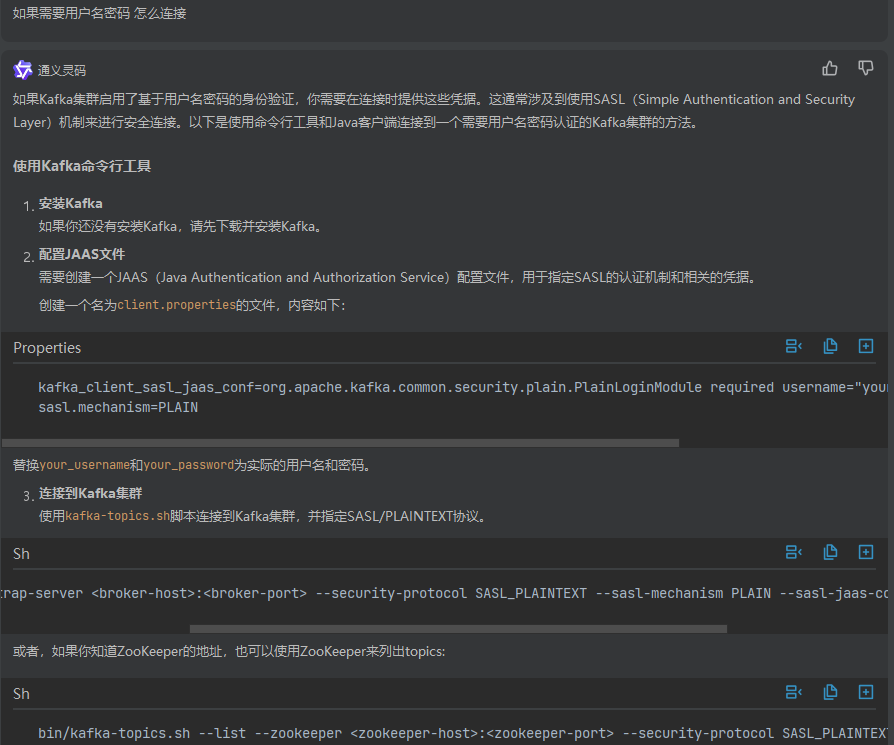 如果需要用户名密码 怎么连接
通义灵码
如果Kafka集群启用了基于用户名密码的身份验证，你需要在连接时提供这些凭据。这通常涉及到使用SASL（Simple Authentication and Security
Layer）机制来进行安全连接。以下是使用命令行工具和Java客户端连接到一个需要用户名密码认证的Kafka集群的方法。
使用Kafka命令行工具
1. 安装Kafka
如果你还没有安装Kafka，请先下载并安装Kafka。
2. 配置JAAS文件
需要创建一个JAAS（Java Authentication and Authorization Service）配置文件，用于指定SASL的认证机制和相关的凭据。
创建一个名为client.properties的文件，内容如下：
Properties
kafka_client_sasl_jaas_conf=org.apache.kafka.common.security.plain.PlainLoginModule required username="your
sasl.mechanism=PLAIN
替换your_username和your_password为实际的用户名和密码。
3. 连接到Kafka集群
使用kafka-topics.sh脚本连接到Kafka集群，并指定SASL/PLAINTEXT协议。
Sh
trap-server <broker-host>:<broker-port> --security-protocol SASL_PLAINTEXT --sasl-mechanism PLAIN --sasl-jaas-co
或者，如果你知道ZooKeeper的地址，也可以使用ZooKeeper来列出topics:
Sh
bin/kafka-topics.sh --list --zookeeper <zookeeper-host>:<zookeeper-port> --security-protocol SASL_PLAINTEXT